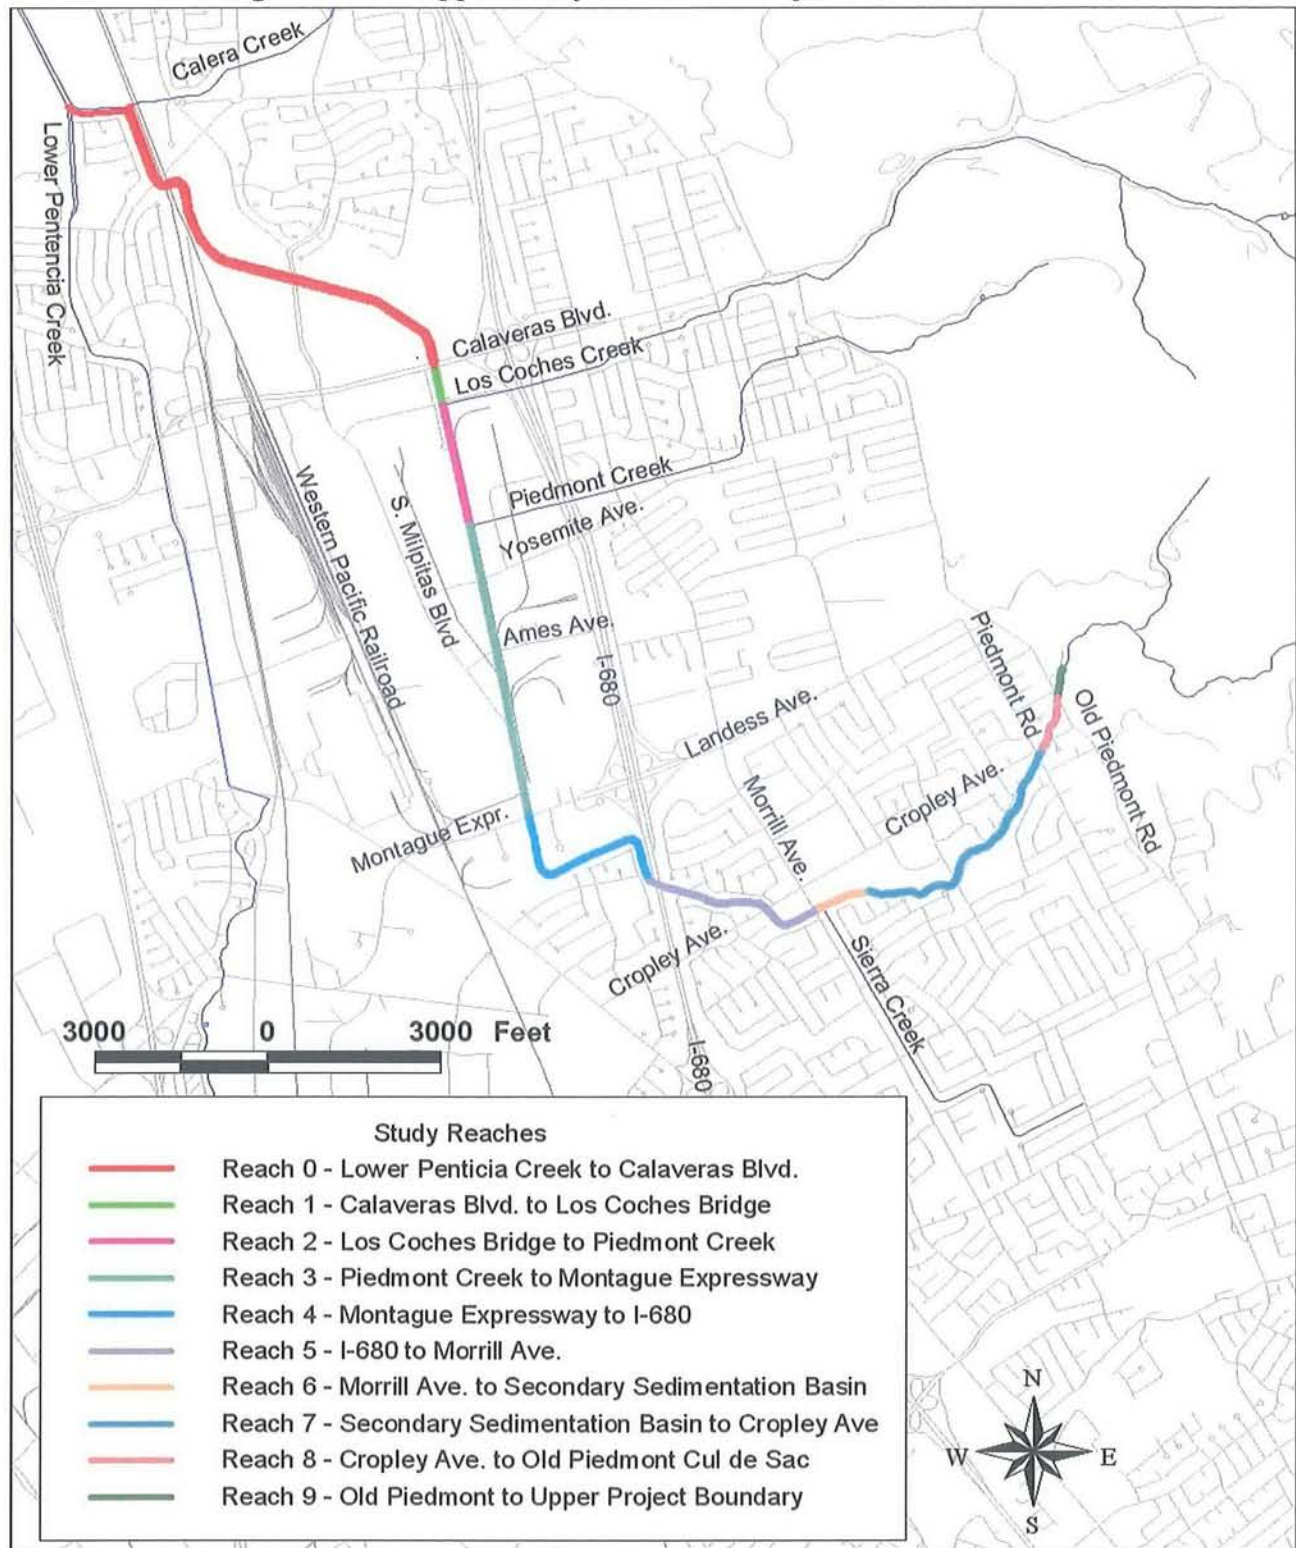 Calera Creek
Lower Pentencia Creek
Calaveras Blvd.
Los Coches Creek
Piedmont Creek
Yosemite Ave.
Western Pacific Railroad
S. Milpitas Blvd
Ames Ave.
I-680
Landess Ave.
Piedmont Rd
Old Piedmont Rd
Cropley Ave.
Morrill Ave.
Montague Expr.
Cropley Ave.
Sierra Creek
I-680
3000 0 3000 Feet
Study Reaches
Reach 0 - Lower Penticia Creek to Calaveras Blvd.
Reach 1 - Calaveras Blvd. to Los Coches Bridge
Reach 2 - Los Coches Bridge to Piedmont Creek
Reach 3 - Piedmont Creek to Montague Expressway
Reach 4 - Montague Expressway to I-680
Reach 5 - I-680 to Morrill Ave.
Reach 6 - Morrill Ave. to Secondary Sedimentation Basin
Reach 7 - Secondary Sedimentation Basin to Cropley Ave
Reach 8 - Cropley Ave. to Old Piedmont Cul de Sac
Reach 9 - Old Piedmont to Upper Project Boundary
N
W E
S